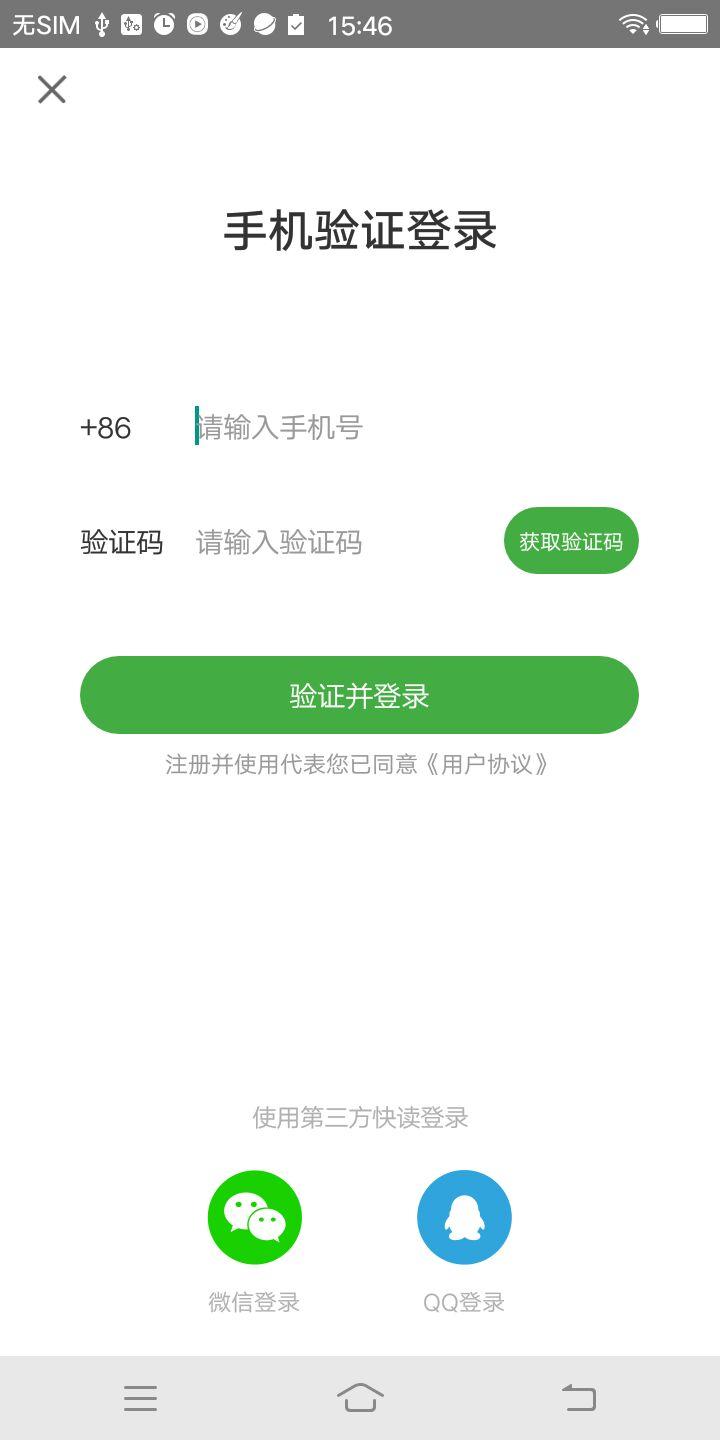 无SIM 15:46
手机验证登录
+86 请输入手机号
验证码 请输入验证码 获取验证码
验证并登录
注册并使用代表您已同意《用户协议》
使用第三方快读登录
微信登录 QQ登录